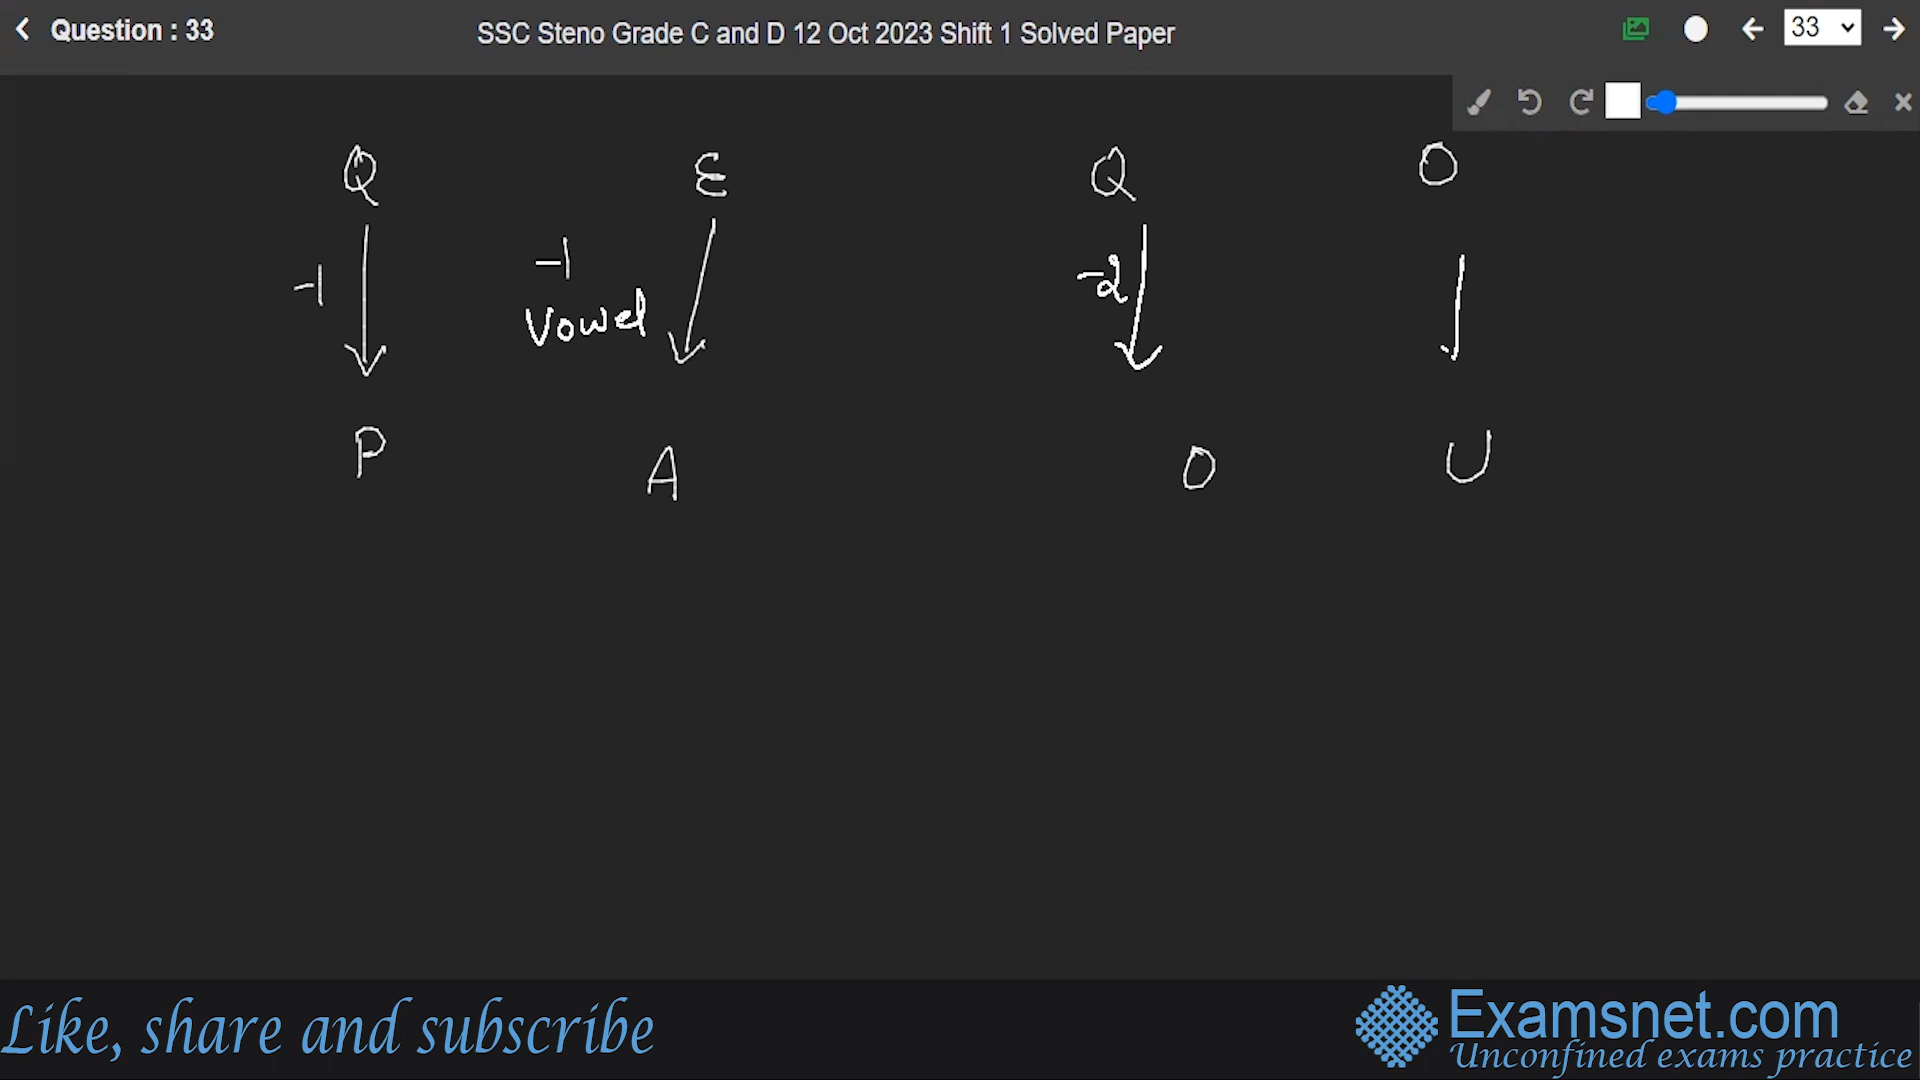 Question : 33
SSC Steno Grade C and D 12 Oct 2023 Shift 1 Solved Paper
33
Q E Q O
-1 -1 -2
Vowel
P A O U
Like, share and subscribe
Examsnet.com
Unconfined exams practice